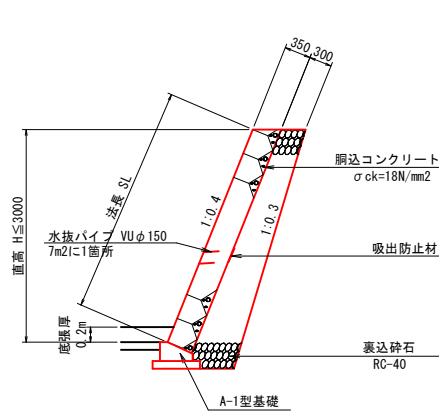 350 300
胴込コンクリート
σck=18N/mm2
法長 SL
直高 H≦3000
1:0.4
1:0.3
水抜パイプ VUφ150
7m2に1箇所
吸出防止材
底張厚
0.2m
裏込砕石
RC-40
A-1型基礎